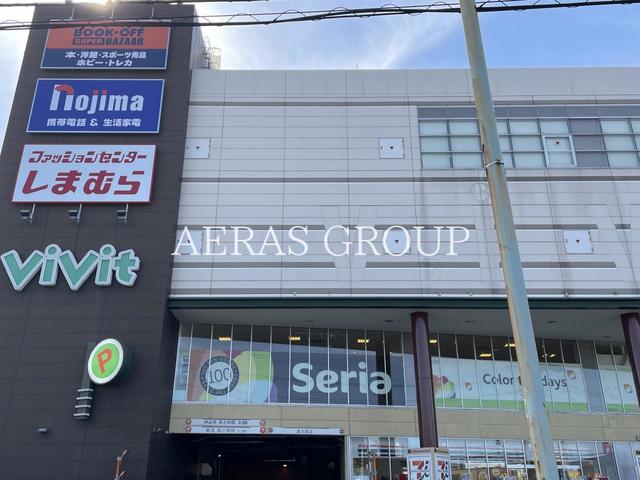 BOOK-OFF
SUPER BAZAAR
本・洋服・スポーツ用品
ホビー・トレカ
nojima
携帯電話 & 生活家電
ファッションセンター
しまむら
ViVit
AERAS GROUP
P
100
Seria
Color the days